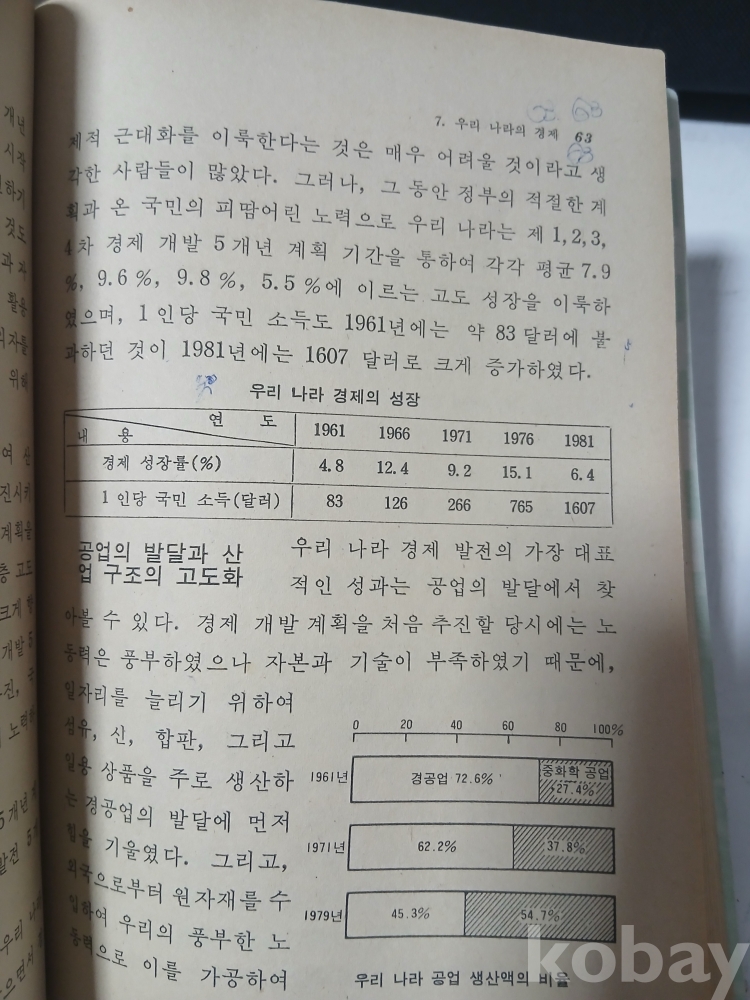 7. 우리 나라의 경제 63
제적 근대화를 이룩한다는 것은 매우 어려울 것이라고 생
각한 사람들이 많았다. 그러나, 그 동안 정부의 적절한 계
획과 온 국민의 피땀어린 노력으로 우리 나라는 제 1, 2, 3,
4차 경제 개발 5개년 계획 기간을 통하여 각각 평균 7.9
%, 9.6 %, 9.8 %, 5.5 %에 이르는 고도 성장을 이룩하
였으며, 1인당 국민 소득도 1961년에는 약 83달러에 불
과하던 것이 1981년에는 1607 달러로 크게 증가하였다.
우리 나라 경제의 성장
내 용 연 도 1961 1966 1971 1976 1981
경제 성장률(%) 4.8 12.4 9.2 15.1 6.4
1 인당 국민 소득(달러) 83 126 266 765 1607
공업의 발달과 산
업 구조의 고도화
우리 나라 경제 발전의 가장 대표
적인 성과는 공업의 발달에서 찾
아볼 수 있다. 경제 개발 계획을 처음 추진할 당시에는 노
동력은 풍부하였으나 자본과 기술이 부족하였기 때문에,
일자리를 늘리기 위하여
섬유, 신, 합판, 그리고
일용 상품을 주로 생산하
는 경공업의 발달에 먼저
힘을 기울였다. 그리고,
외국으로부터 원자재를 수
입하여 우리의 풍부한 노
동력으로 이를 가공하여
0 20 40 60 80 100%
1961년 경공업 72.6% 중화학 공업 27.4%
1971년 62.2% 37.8%
1979년 45.3% 54.7%
우리 나라 공업 생산액의 비율
kobay